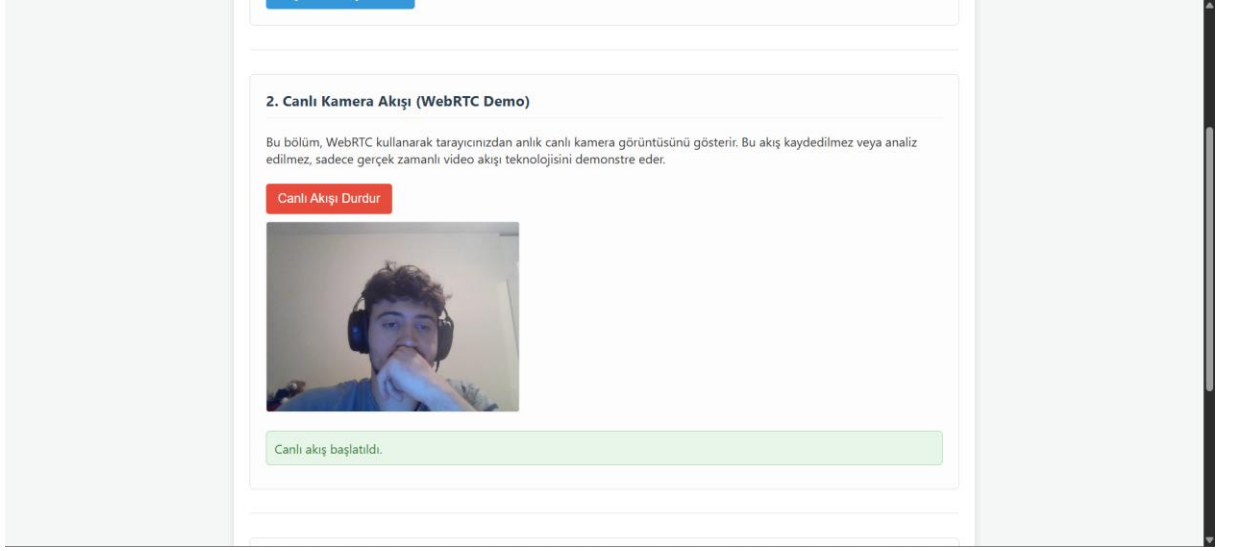 2. Canlı Kamera Akışı (WebRTC Demo)
Bu bölüm, WebRTC kullanarak tarayıcınızdan anlık canlı kamera görüntüsünü gösterir. Bu akış kaydedilmez veya analiz
edilmez, sadece gerçek zamanlı video akışı teknolojisini demonstre eder.
Canlı Akışı Durdur
Canlı akış başlatıldı.